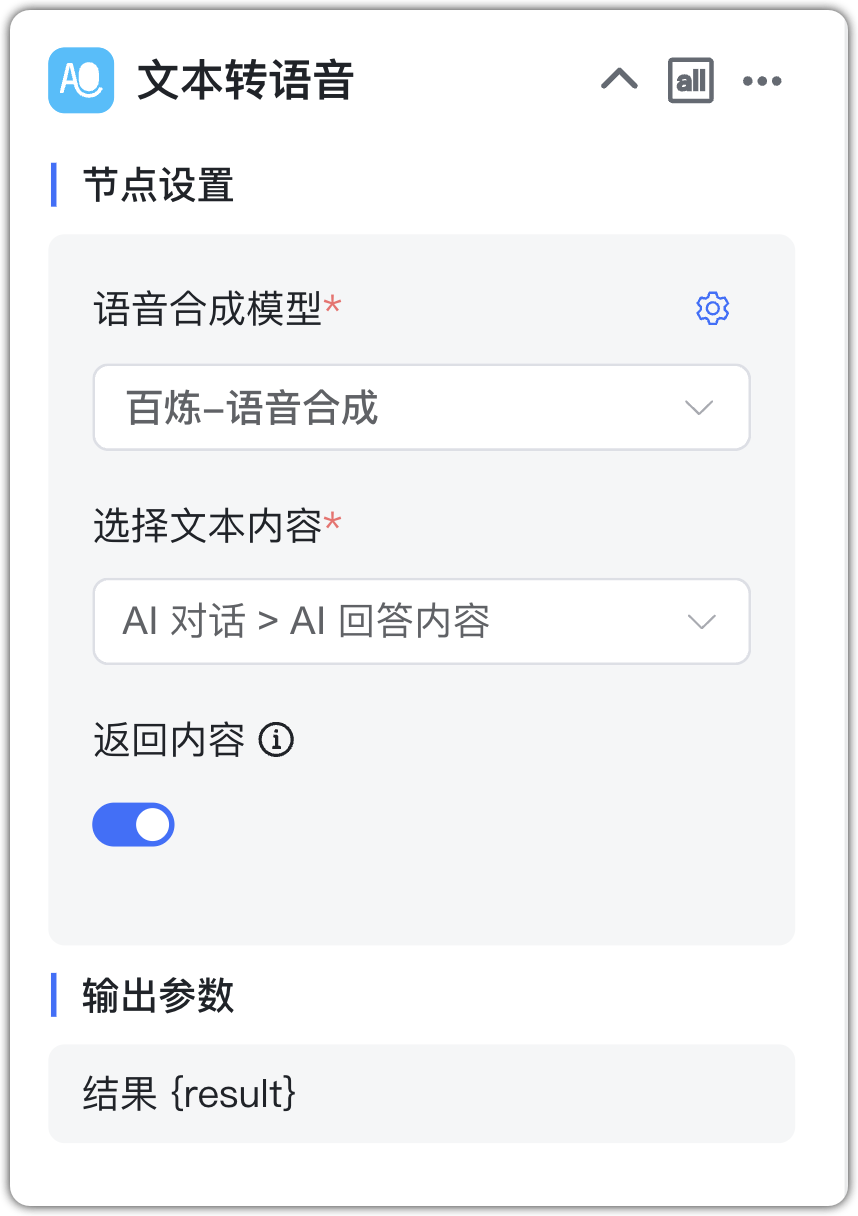 文本转语音
all
节点设置
语音合成模型*
百炼-语音合成
选择文本内容*
AI 对话 > AI 回答内容
返回内容
输出参数
结果 {result}